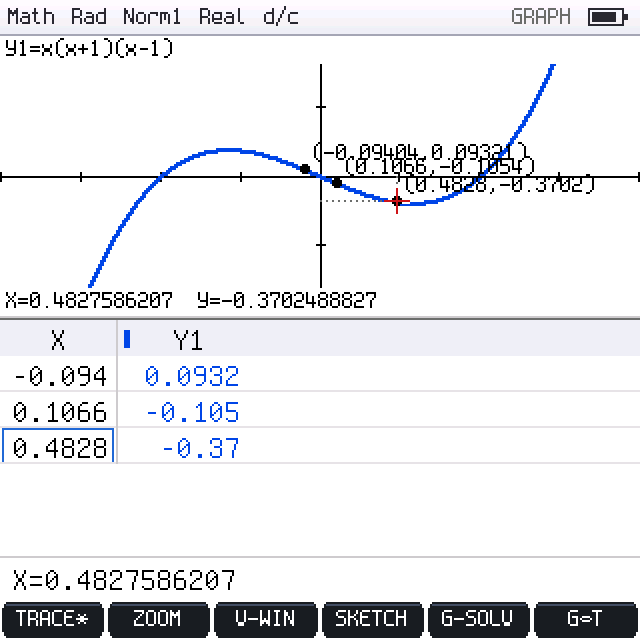 Math Rad Norm1 Real d/c GRAPH
Y1=x(x+1)(x-1)
(-0.09404,0.09321)
(0.1066,-0.1054)
(0.4828,-0.3702)
X=0.4827586207 Y=-0.3702488827
X Y1
-0.094 0.0932
0.1066 -0.105
0.4828 -0.37
X=0.4827586207
TRACE* ZOOM V-WIN SKETCH G-SOLV G⇔T